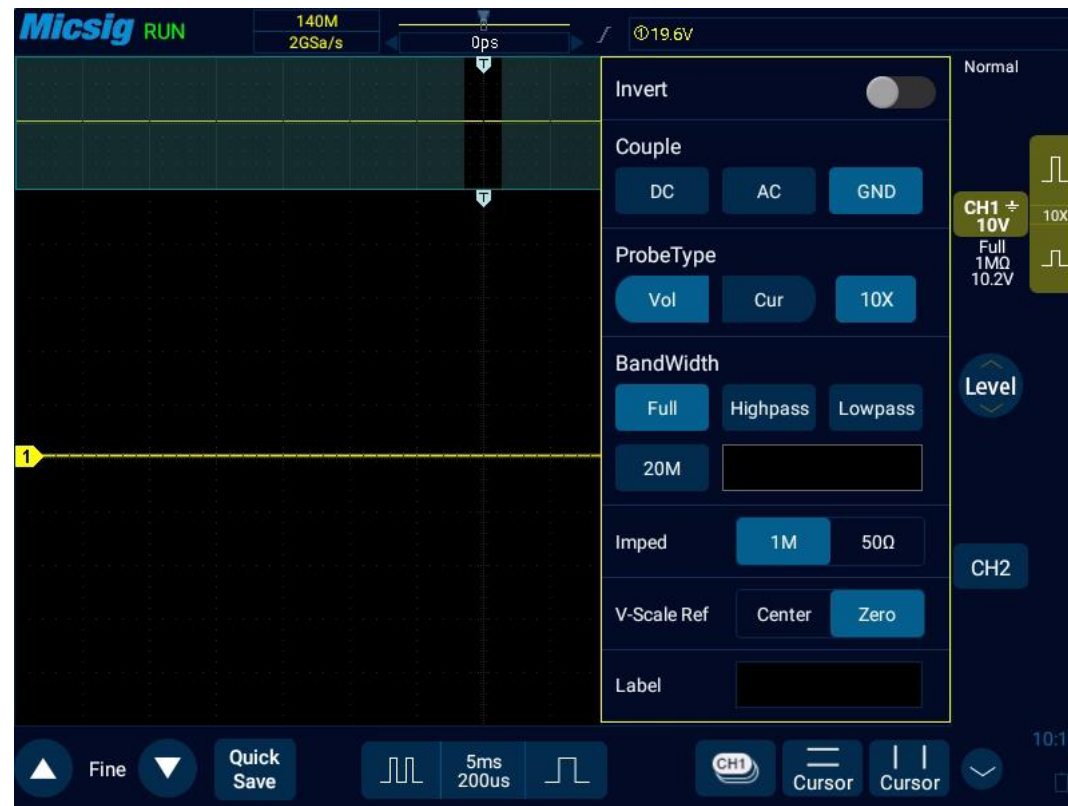 Micsig RUN
140M
2GSa/s
0ps
①19.6V
T
T
1
Invert
Couple
DC AC GND
ProbeType
Vol Cur 10X
BandWidth
Full Highpass Lowpass
20M
Imped 1M 50Ω
V-Scale Ref Center Zero
Label
Normal
CH1
10V
Full
1MΩ
10.2V
10X
Level
CH2
Fine
Quick
Save
5ms
200us
CH1
Cursor
Cursor